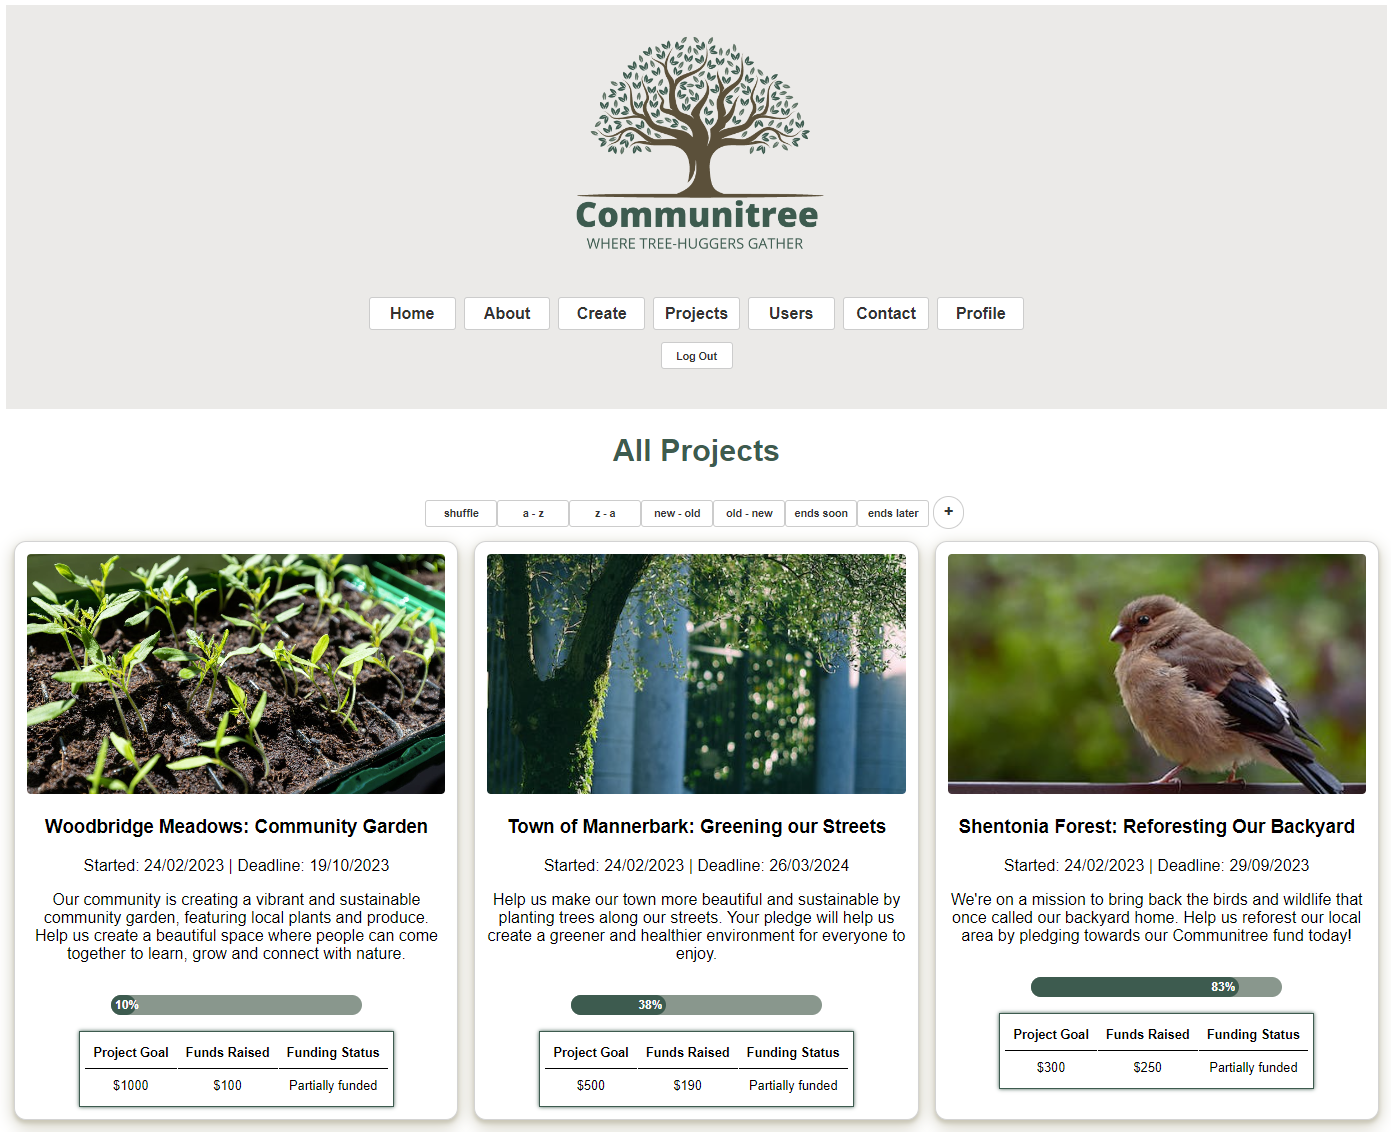 Communitree
WHERE TREE-HUGGERS GATHER
Home About Create Projects Users Contact Profile
Log Out
All Projects
shuffle a - z z - a new - old old - new ends soon ends later +
Woodbridge Meadows: Community Garden
Started: 24/02/2023 | Deadline: 19/10/2023
Our community is creating a vibrant and sustainable
community garden, featuring local plants and produce.
Help us create a beautiful space where people can come
together to learn, grow and connect with nature.
10%
Project Goal Funds Raised Funding Status
$1000 $100 Partially funded
Town of Mannerbark: Greening our Streets
Started: 24/02/2023 | Deadline: 26/03/2024
Help us make our town more beautiful and sustainable by
planting trees along our streets. Your pledge will help us
create a greener and healthier environment for everyone to
enjoy.
38%
Project Goal Funds Raised Funding Status
$500 $190 Partially funded
Shentonia Forest: Reforesting Our Backyard
Started: 24/02/2023 | Deadline: 29/09/2023
We're on a mission to bring back the birds and wildlife that
once called our backyard home. Help us reforest our local
area by pledging towards our Communitree fund today!
83%
Project Goal Funds Raised Funding Status
$300 $250 Partially funded